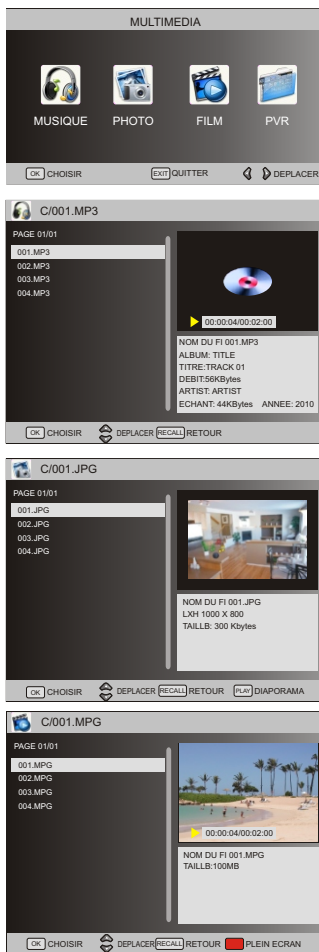 MULTIMEDIA
MUSIQUE PHOTO FILM PVR
OK CHOISIR EXIT QUITTER DEPLACER
C/001.MP3
PAGE 01/01
001.MP3
002.MP3
003.MP3
004.MP3
00:00:04/00:02:00
NOM DU FI 001.MP3
ALBUM: TITLE
TITRE:TRACK 01
DEBIT:56KBytes
ARTIST: ARTIST
ECHANT: 44KBytes ANNEE: 2010
OK CHOISIR DEPLACER RECALL RETOUR
C/001.JPG
PAGE 01/01
001.JPG
002.JPG
003.JPG
004.JPG
NOM DU FI 001.JPG
LXH 1000 X 800
TAILLB: 300 Kbytes
OK CHOISIR DEPLACER RECALL RETOUR PLAY DIAPORAMA
C/001.MPG
PAGE 01/01
001.MPG
002.MPG
003.MPG
004.MPG
00:00:04/00:02:00
NOM DU FI 001.MPG
TAILLB:100MB
OK CHOISIR DEPLACER RECALL RETOUR PLEIN ECRAN